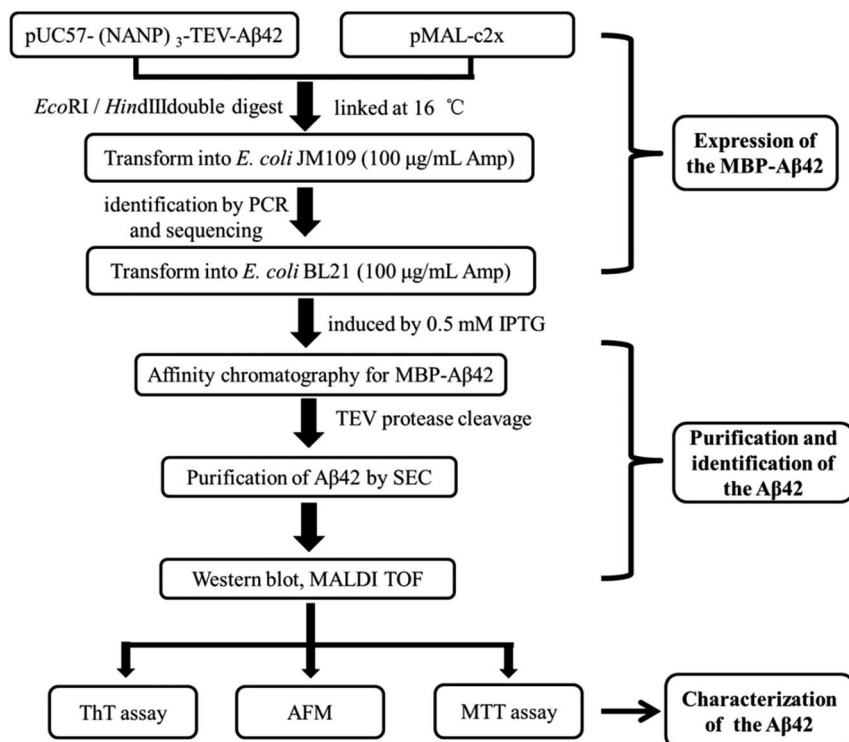 pUC57- (NANP) 3-TEV-Aβ42
pMAL-c2x
EcoRI / HindIIIdouble digest
linked at 16 ℃
Transform into E. coli JM109 (100 μg/mL Amp)
Expression of
the MBP-Aβ42
identification by PCR
and sequencing
Transform into E. coli BL21 (100 μg/mL Amp)
induced by 0.5 mM IPTG
Affinity chromatography for MBP-Aβ42
TEV protease cleavage
Purification and
identification of
the Aβ42
Purification of Aβ42 by SEC
Western blot, MALDI TOF
ThT assay
AFM
MTT assay
Characterization
of the Aβ42